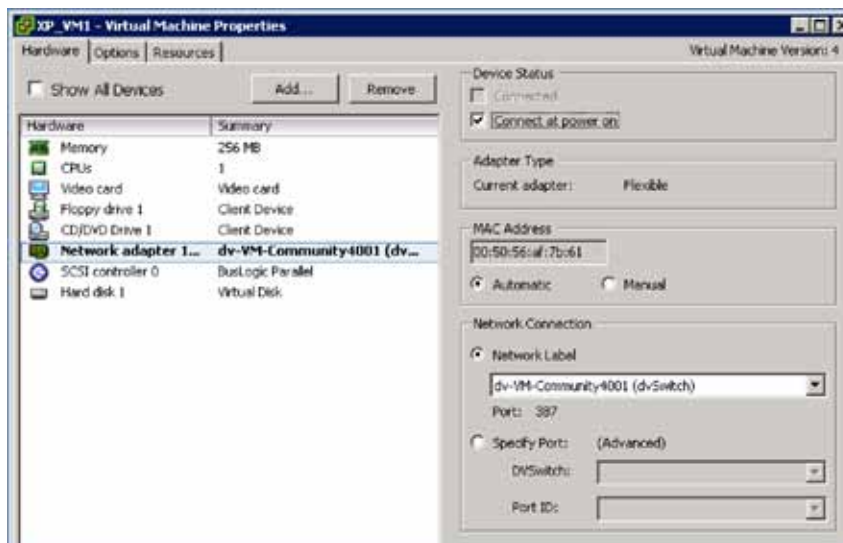 XP_VM1 - Virtual Machine Properties
Hardware Options Resources
Virtual Machine Version: 4
Show All Devices
Add...
Remove
Hardware Summary
Memory 256 MB
CPUs 1
Video card Video card
Floppy drive 1 Client Device
CD/DVD Drive 1 Client Device
Network adapter 1... dv-VM-Community4001 (dv...
SCSI controller 0 BusLogic Parallel
Hard disk 1 Virtual Disk
Device Status
Connected
Connect at power on
Adapter Type
Current adapter: Flexible
MAC Address
00:50:56:af:7b:61
Automatic Manual
Network Connection
Network Label
dv-VM-Community4001 (dvSwitch)
Port: 387
Specify Port: (Advanced)
DVSwitch:
Port ID: